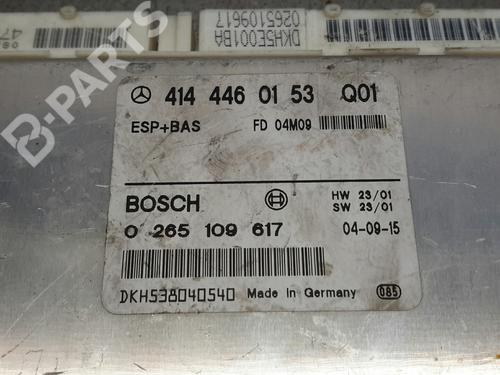 DKH5E001BA
0265109617
414 446 01 53 Q01
ESP+BAS FD 04M09
BOSCH HW 23/01
SW 23/01
0 265 109 617 04-09-15
DKH538040540 Made in Germany 085
B-PARTS